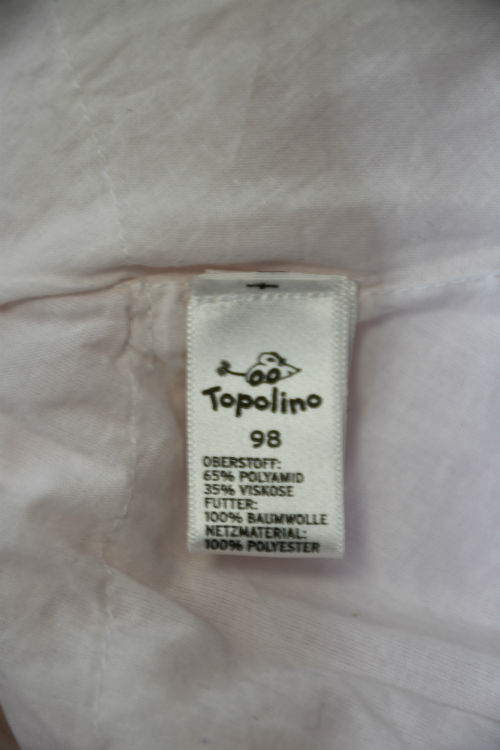 Topolino
98
OBERSTOFF:
65% POLYAMID
35% VISKOSE
FUTTER:
100% BAUMWOLLE
NETZMATERIAL:
100% POLYESTER